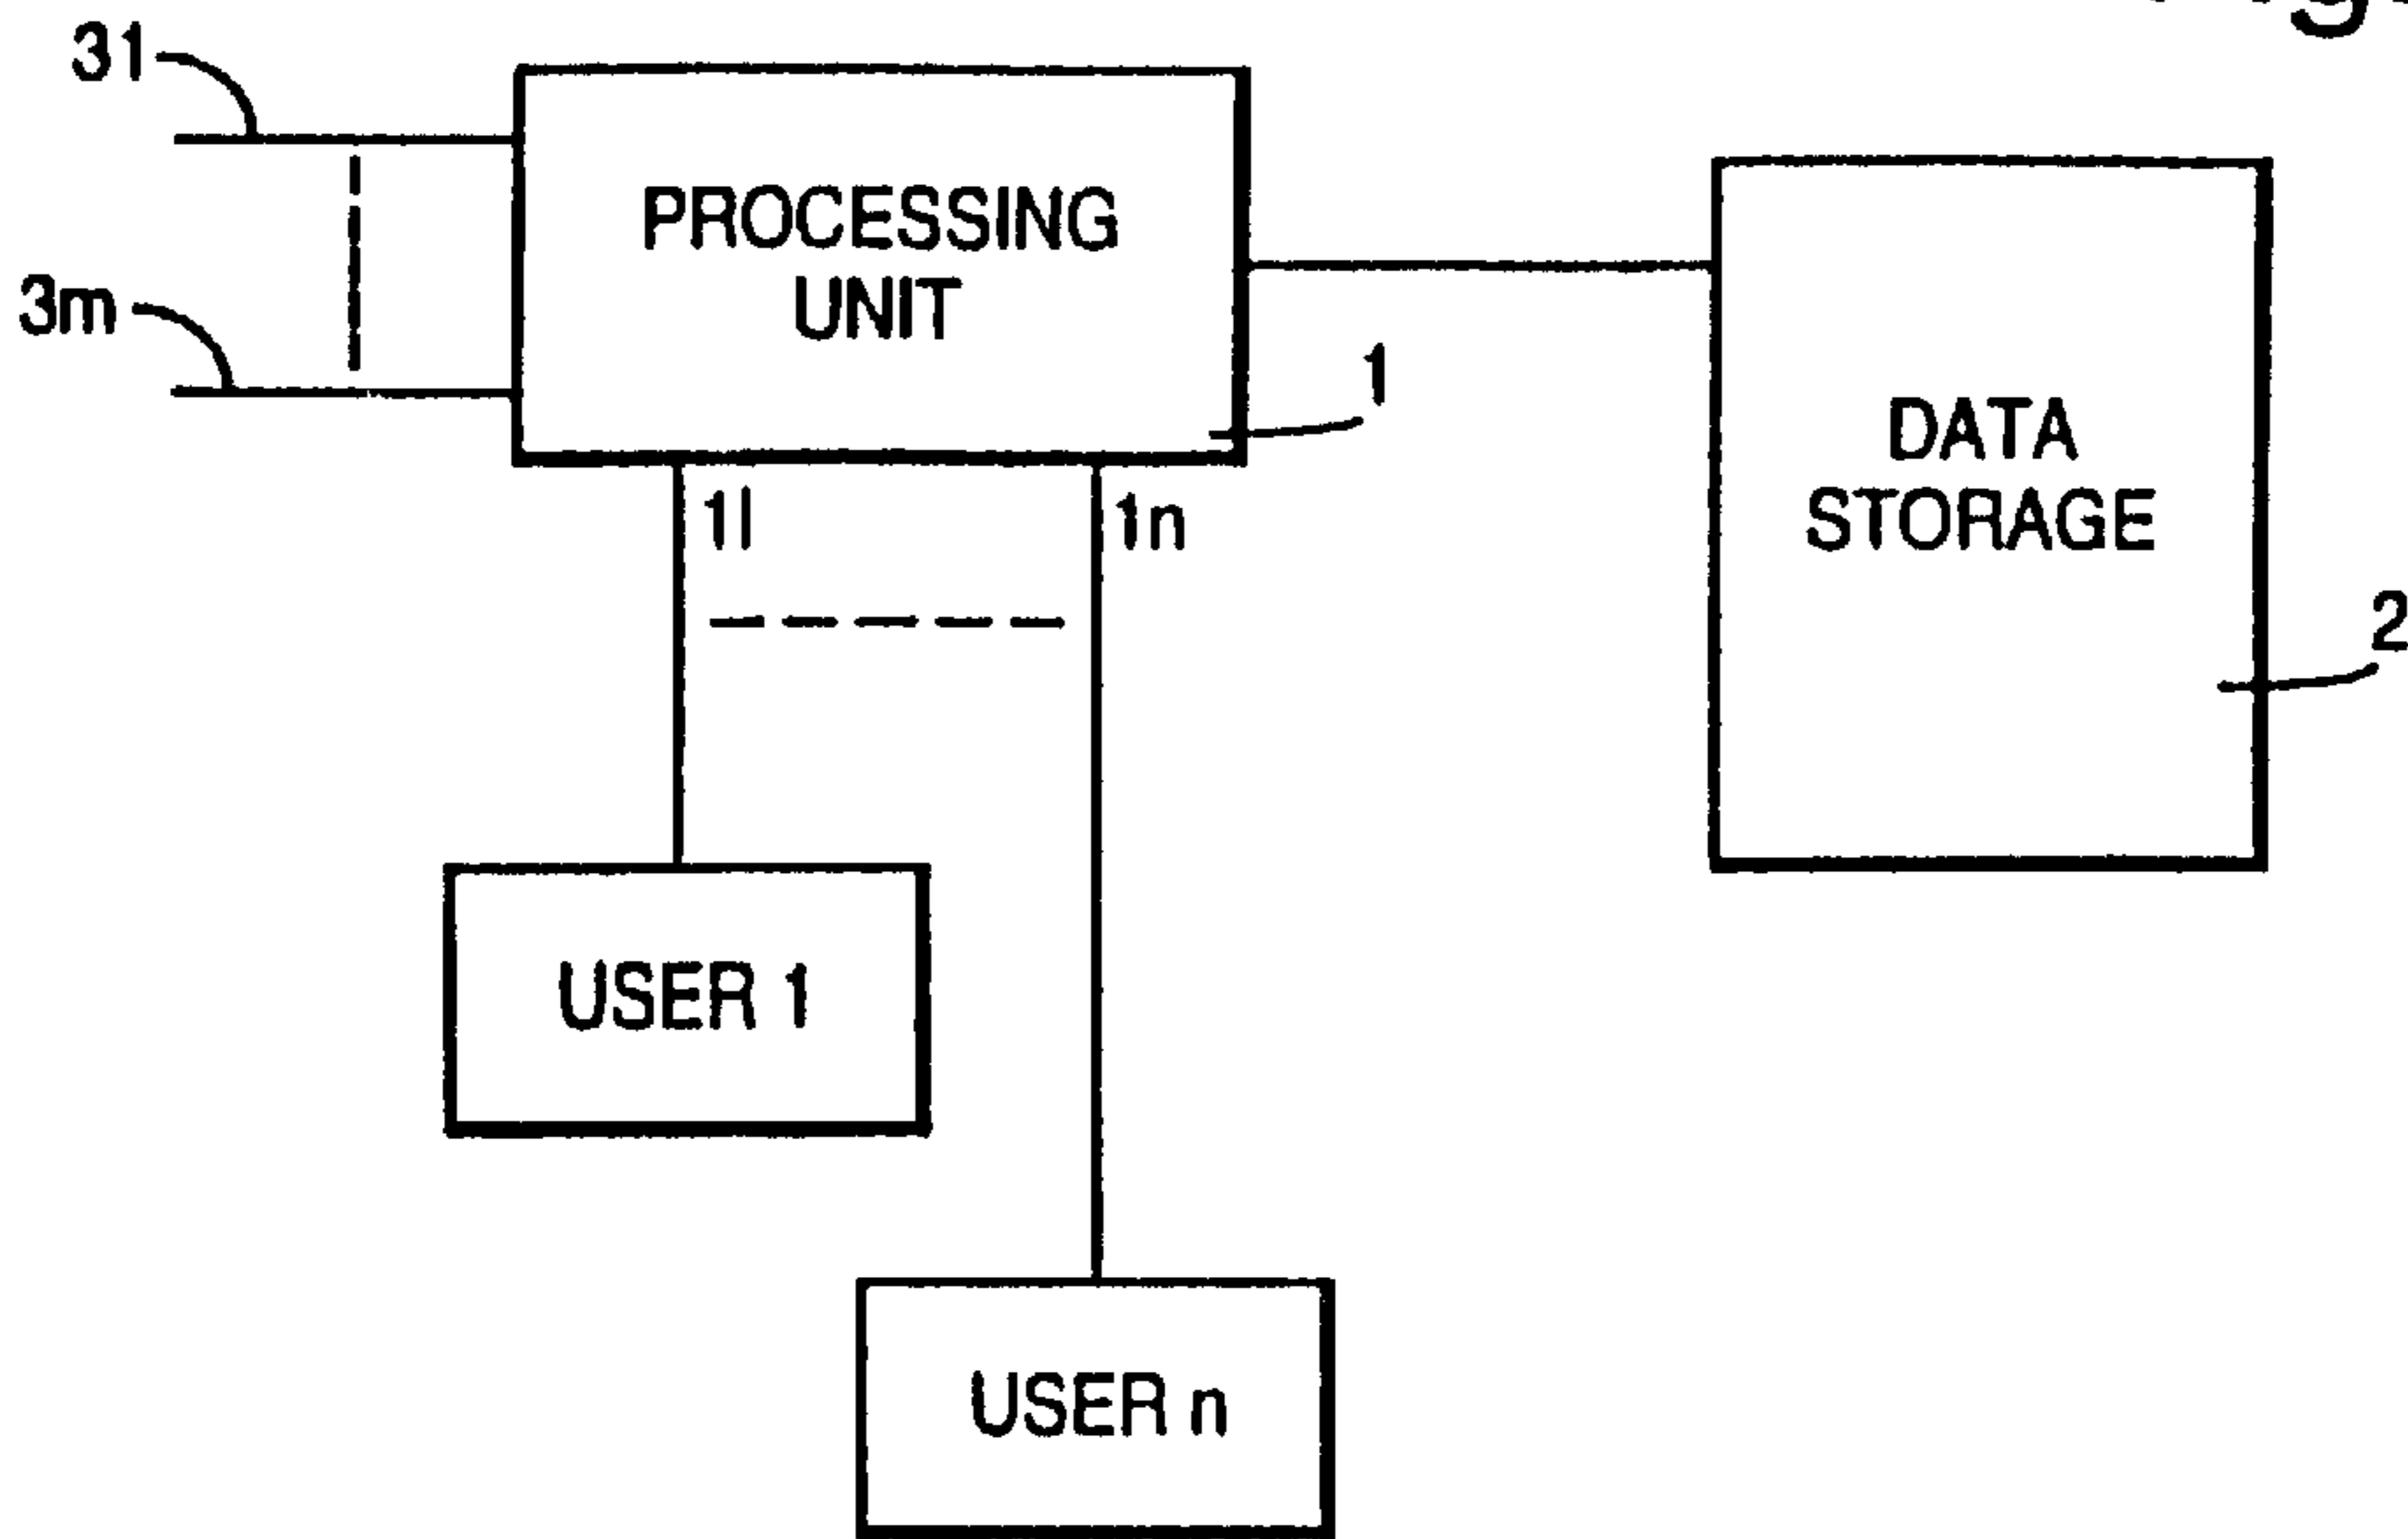 31
PROCESSING
UNIT
3m
1
DATA
STORAGE
1l
1n
2
USER 1
USER n